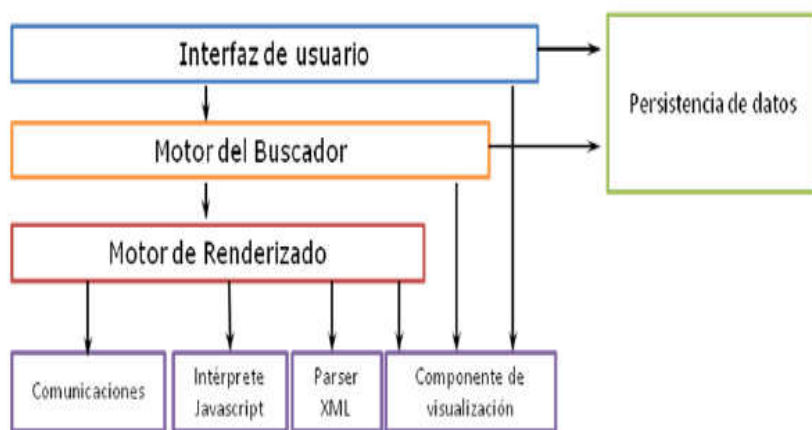 Interfaz de usuario
Persistencia de datos
Motor del Buscador
Motor de Renderizado
Comunicaciones
Intérprete
Javascript
Parser
XML
Componente de
visualización